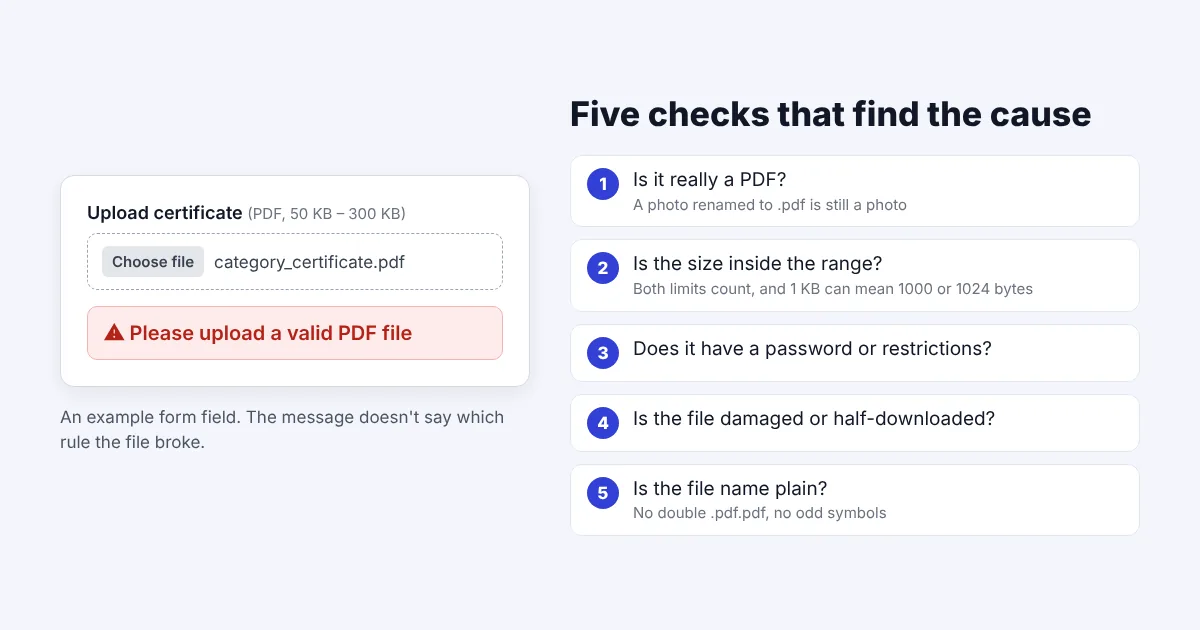 Upload certificate (PDF, 50 KB – 300 KB)
Choose file category_certificate.pdf
Please upload a valid PDF file
An example form field. The message doesn't say which
rule the file broke.
Five checks that find the cause
1 Is it really a PDF?
A photo renamed to .pdf is still a photo
2 Is the size inside the range?
Both limits count, and 1 KB can mean 1000 or 1024 bytes
3 Does it have a password or restrictions?
4 Is the file damaged or half-downloaded?
5 Is the file name plain?
No double .pdf.pdf, no odd symbols